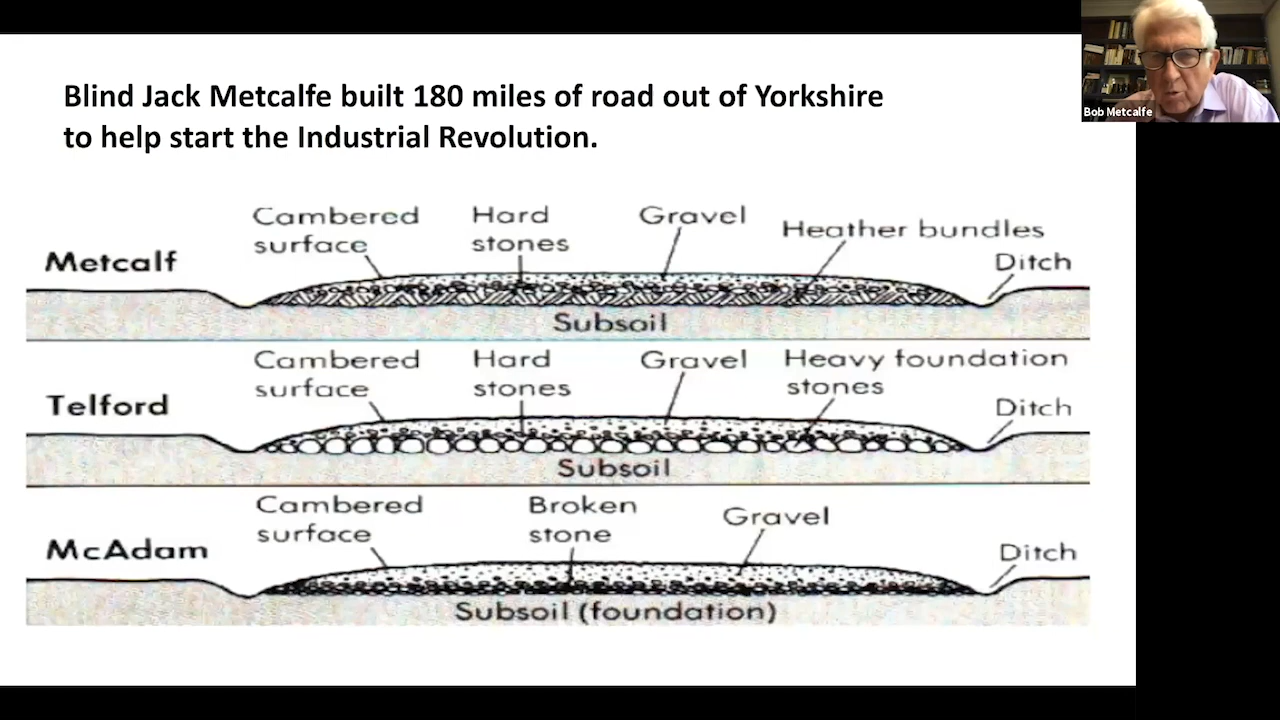 Blind Jack Metcalfe built 180 miles of road out of Yorkshire
to help start the Industrial Revolution.
Bob Metcalfe
Metcalf
Cambered
surface
Hard
stones
Gravel
Heather bundles
Ditch
Subsoil
Telford
Cambered
surface
Hard
stones
Gravel
Heavy foundation
stones
Ditch
Subsoil
McAdam
Cambered
surface
Broken
stone
Gravel
Ditch
Subsoil (foundation)